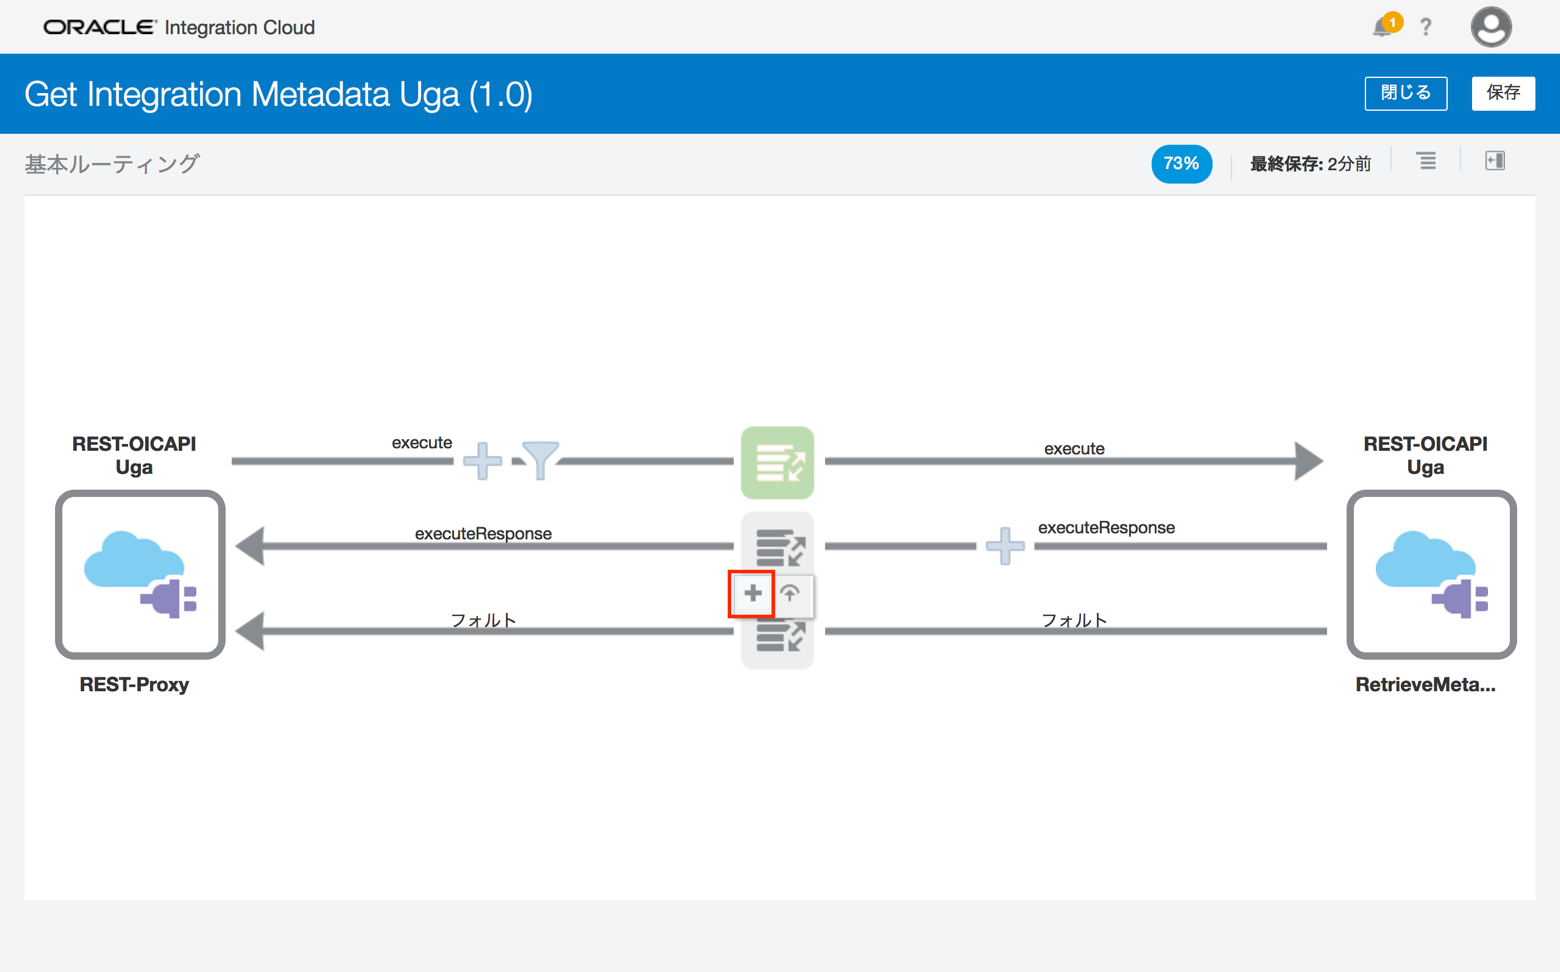 ORACLE Integration Cloud
1
?
Get Integration Metadata Uga (1.0)
閉じる
保存
基本ルーティング
73%
最終保存: 2分前
REST-OICAPI
Uga
execute
execute
REST-OICAPI
Uga
executeResponse
executeResponse
フォルト
フォルト
REST-Proxy
RetrieveMeta...